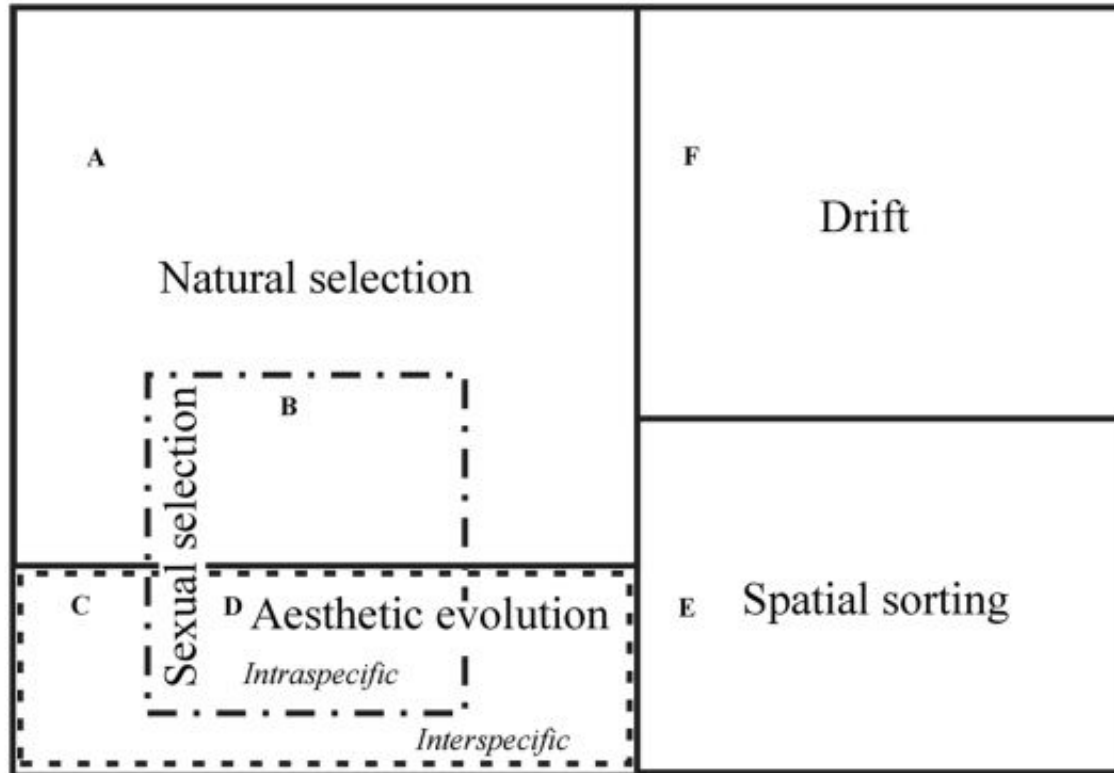 A
F
Drift
Natural selection
B
Sexual selection
C
D
Aesthetic evolution
E
Spatial sorting
Intraspecific
Interspecific